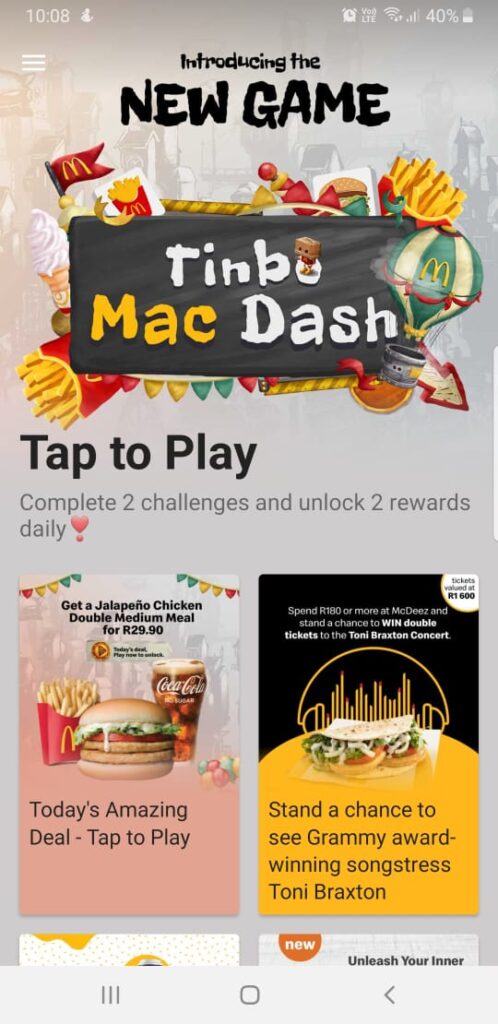 10:08
Vo))
LTE
40%
Introducing the
NEW GAME
Tinbo
Mac Dash
Tap to Play
Complete 2 challenges and unlock 2 rewards
daily
Get a Jalapeño Chicken
Double Medium Meal
for R29.90
Today's deal,
Play now to unlock.
Coca-Cola
NO SUGAR
Today's Amazing
Deal - Tap to Play
tickets
valued at
R1 600
Spend R180 or more at McDeez and
stand a chance to WIN double
tickets to the Toni Braxton Concert.
Stand a chance to
see Grammy award-
winning songstress
Toni Braxton
new
Unleash Your Inner